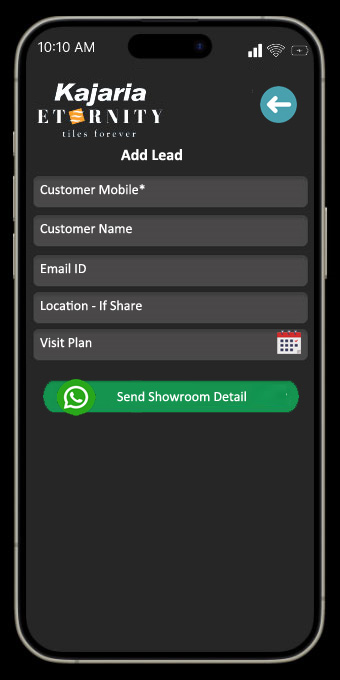 10:10 AM
Kajaria
ETERNITY
tiles forever
Add Lead
Customer Mobile*
Customer Name
Email ID
Location - If Share
Visit Plan
Send Showroom Detail